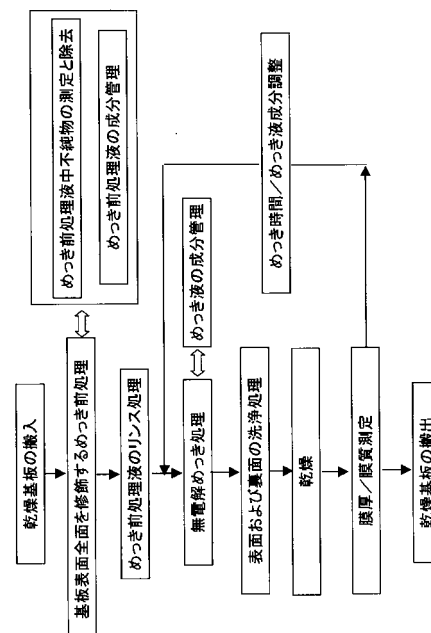 乾燥基板の搬入
基板表面全面を修飾するめっき前処理
めっき前処理液中不純物の測定と除去
めっき前処理液の成分管理
めっき前処理液のリンス処理
無電解めっき処理
めっき液の成分管理
表面および裏面の洗浄処理
乾燥
膜厚／膜質測定
めっき時間／めっき液成分調整
乾燥基板の搬出